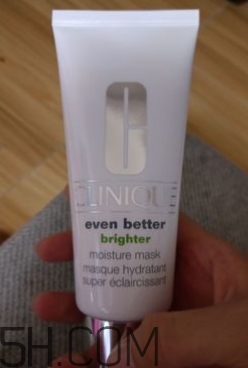 CLINIQUE
even better
brighter
moisture mask
masque hydratant
super éclaircissant
5H.COM